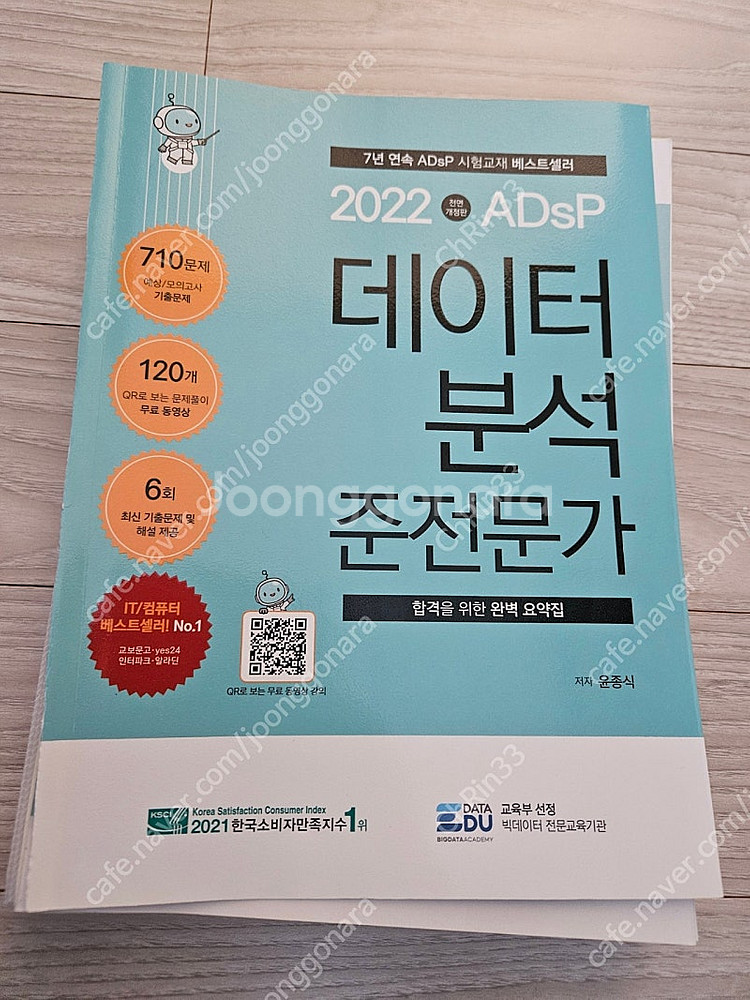 7년 연속 ADsP 시험교재 베스트셀러
2022 전면 개정판 ADsP
데이터
분석
준전문가
합격을 위한 완벽 요약집
저자 윤종식
710문제
예상/모의고사
기출문제
120개
QR로 보는 문제풀이
무료 동영상
6회
최신 기출문제 및
해설 제공
IT/컴퓨터
베스트셀러! No.1
교보문고·yes24
인터파크·알라딘
QR로 보는 무료 동영상 강의
KSCI Korea Satisfaction Consumer Index
2021 한국소비자만족지수 1위
DATA
EDU
BIGDATA ACADEMY
교육부 선정
빅데이터 전문교육기관
Joonggonara
cafe.naver.com/joonggonara
ChRin33